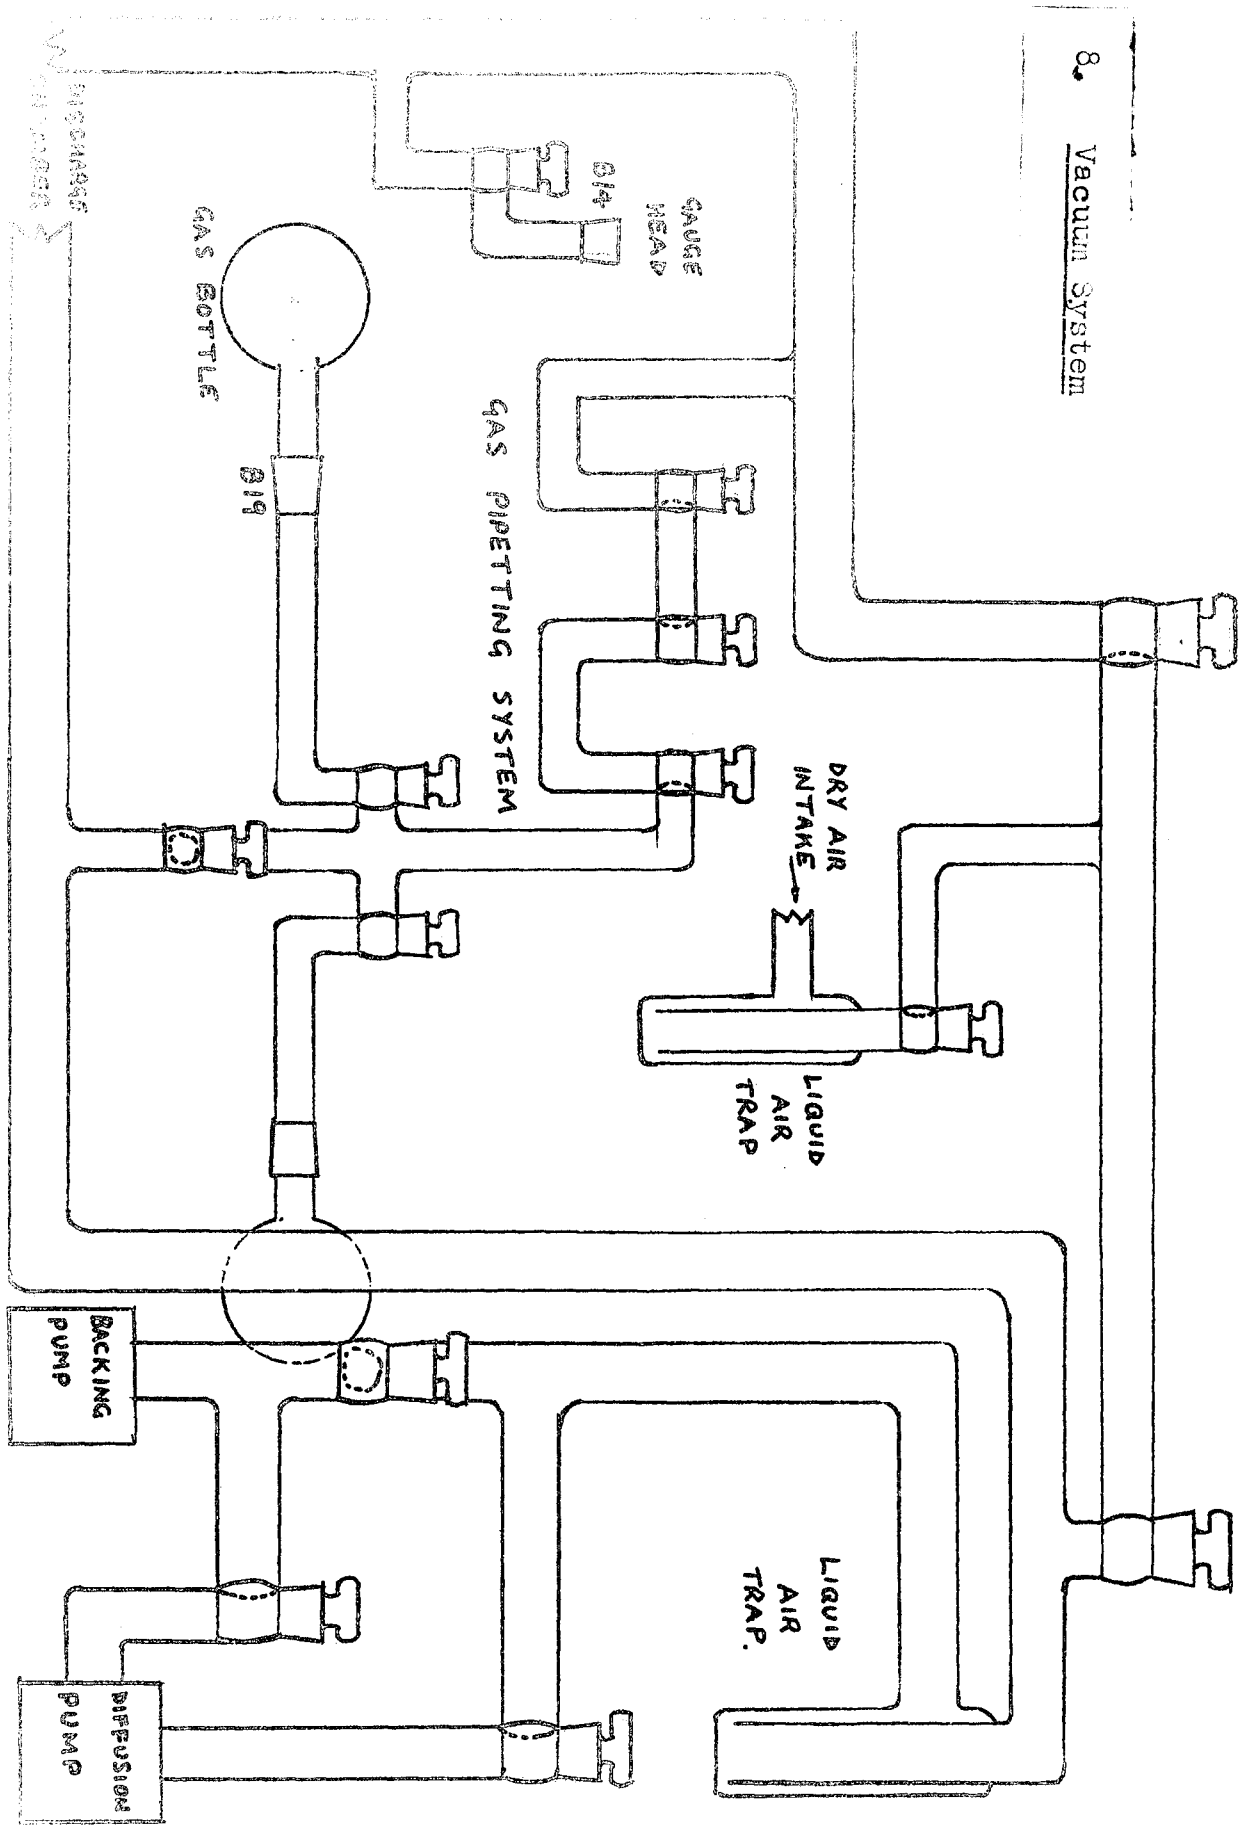 8. Vacuum System
GAUGE
HEAD
B14
DISCHARGE
GAS BOTTLE
B19
GAS PIPETTING SYSTEM
DRY AIR
INTAKE
LIQUID
AIR
TRAP
LIQUID
AIR
TRAP.
BACKING
PUMP
DIFFUSION
PUMP